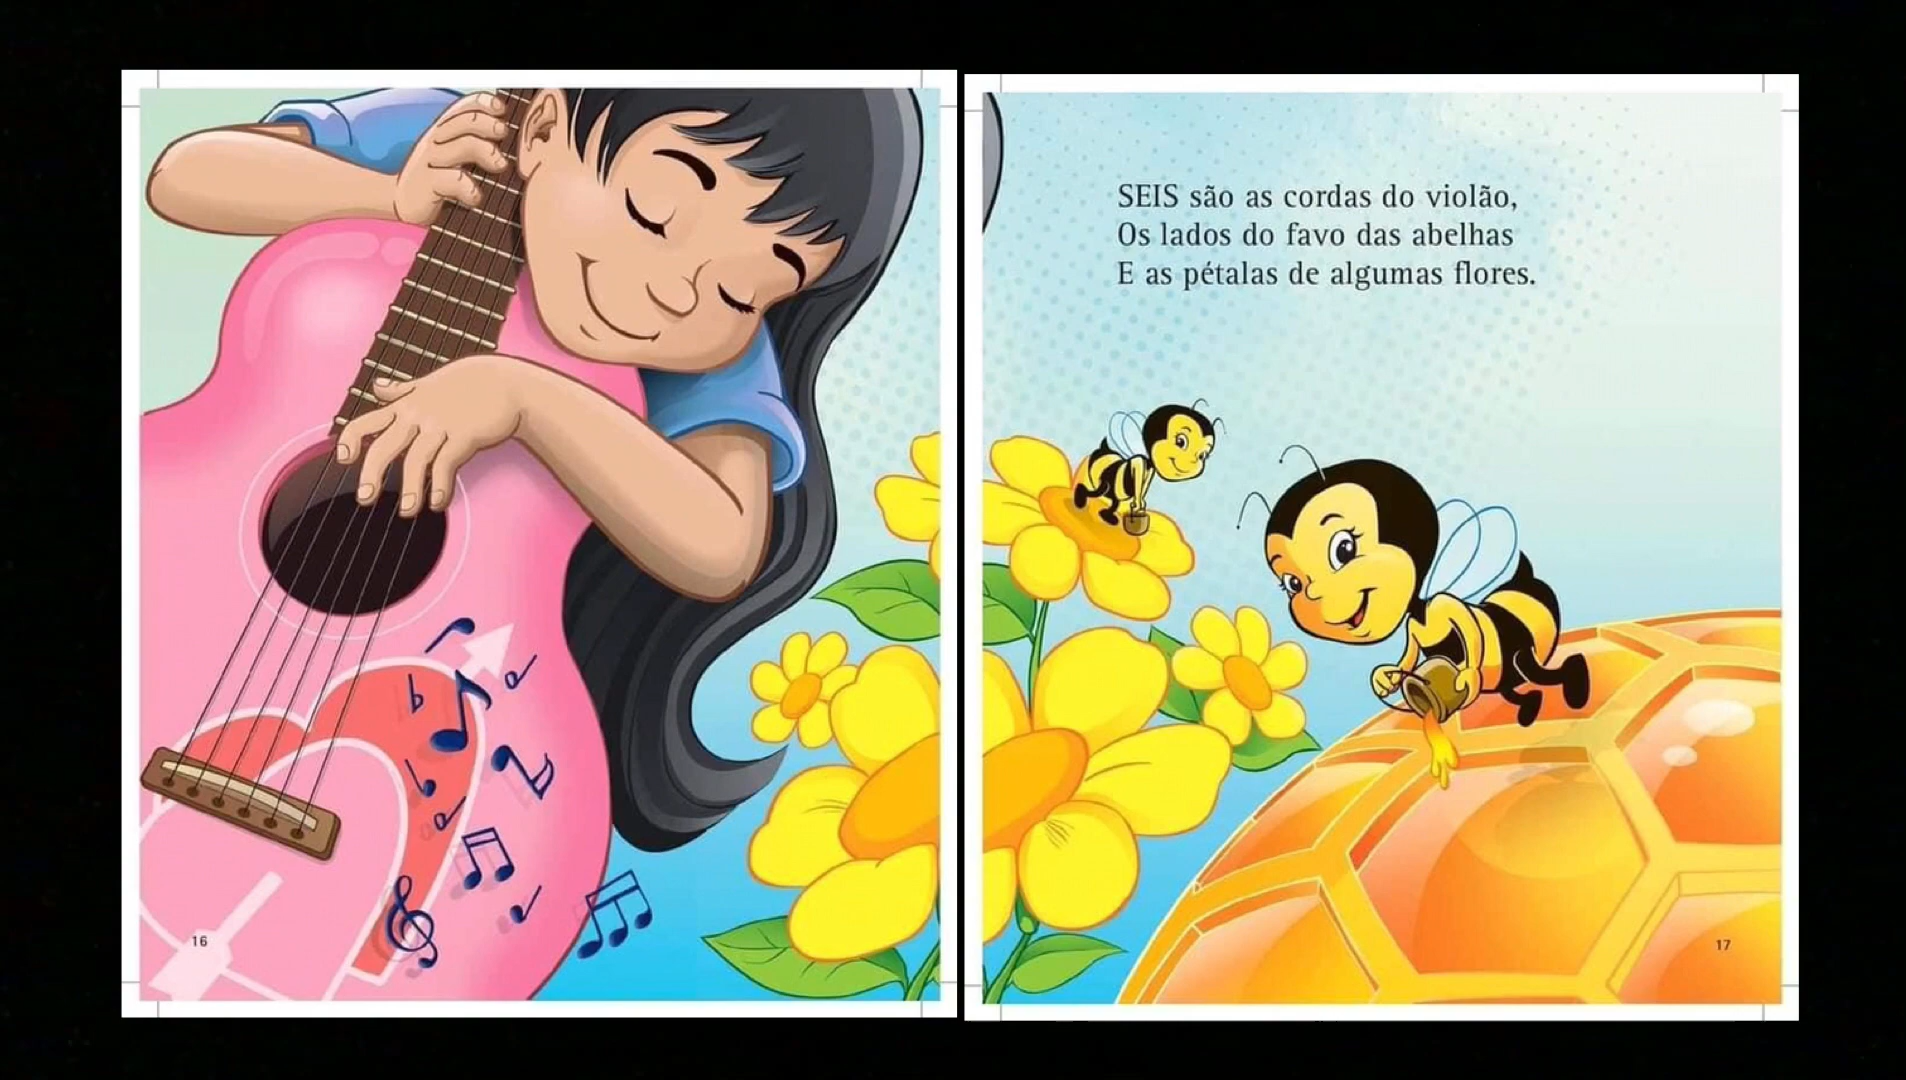 SEIS são as cordas do violão,
Os lados do favo das abelhas
E as pétalas de algumas flores.
16
17